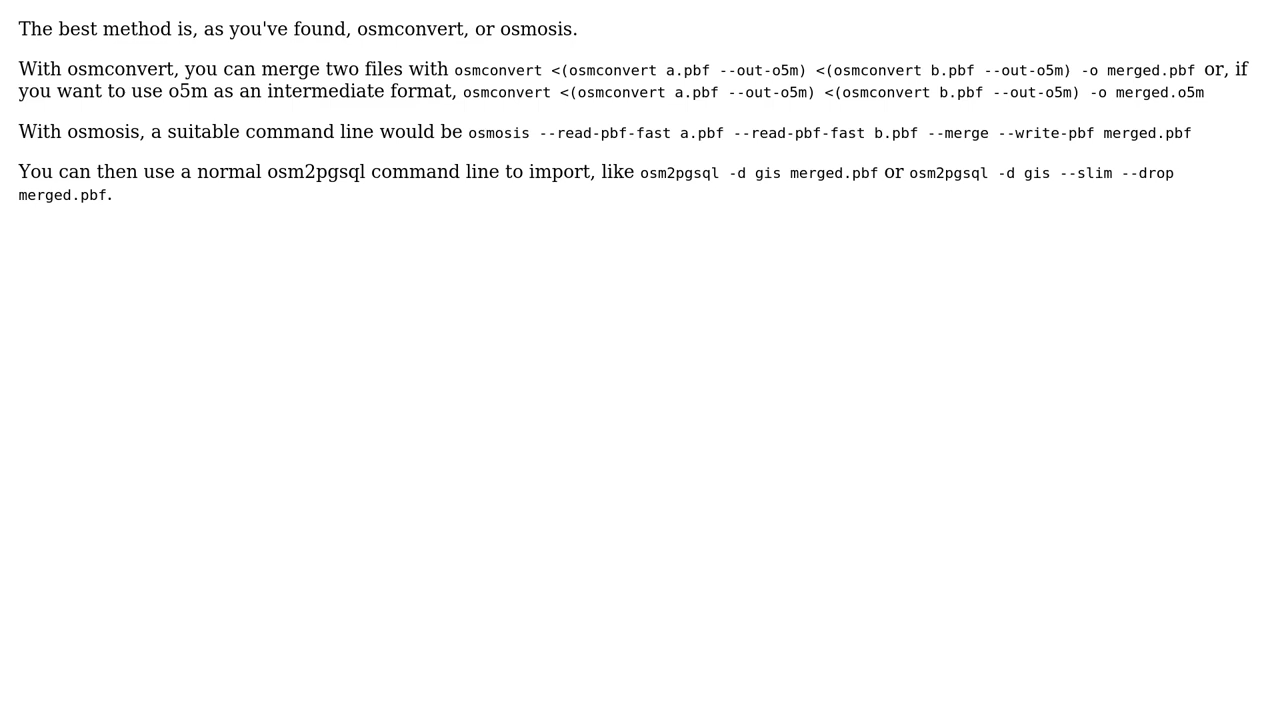 The best method is, as you've found, osmconvert, or osmosis.
With osmconvert, you can merge two files with osmconvert <(osmconvert a.pbf --out-o5m) <(osmconvert b.pbf --out-o5m) -o merged.pbf or, if
you want to use o5m as an intermediate format, osmconvert <(osmconvert a.pbf --out-o5m) <(osmconvert b.pbf --out-o5m) -o merged.o5m
With osmosis, a suitable command line would be osmosis --read-pbf-fast a.pbf --read-pbf-fast b.pbf --merge --write-pbf merged.pbf
You can then use a normal osm2pgsql command line to import, like osm2pgsql -d gis merged.pbf or osm2pgsql -d gis --slim --drop
merged.pbf.